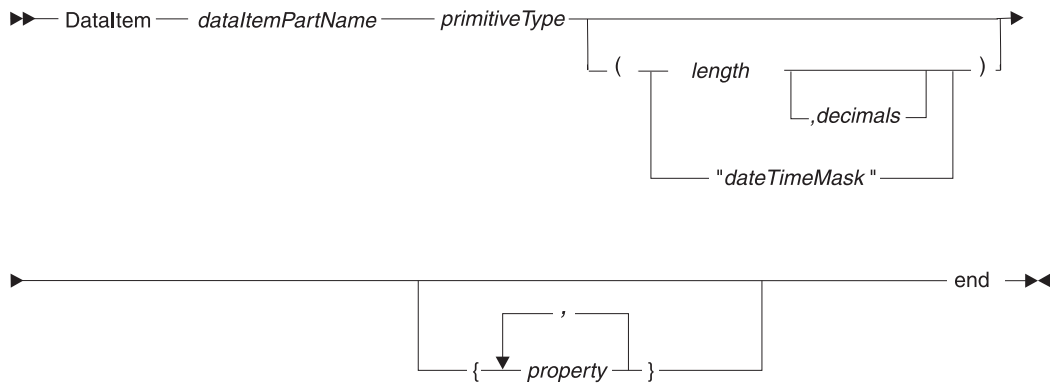 DataItem dataItemPartName primitiveType
( length )
,decimals
"dateTimeMask"
end
,
{ property }